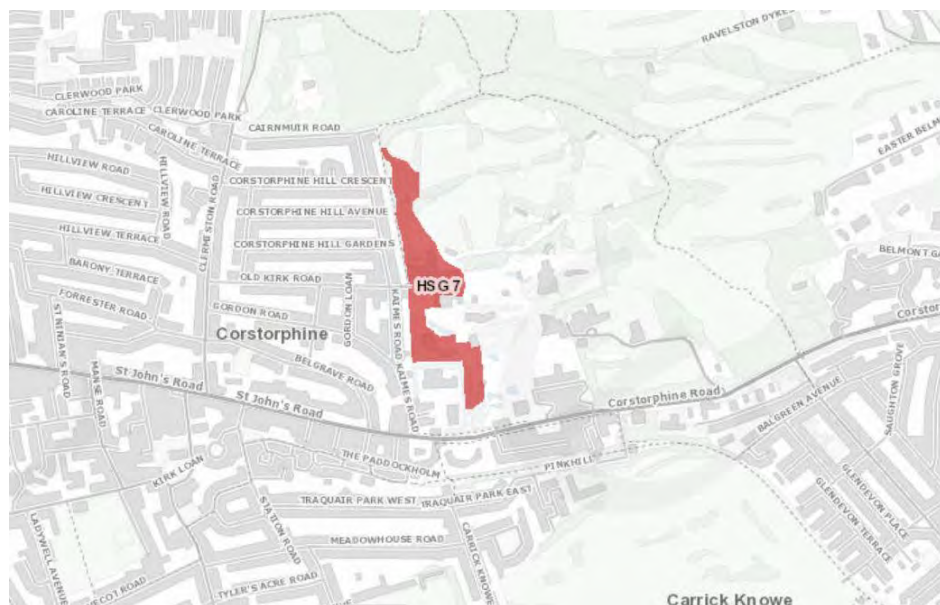 RAVELSTON DYKES
CLERWOOD PARK
CAROLINE TERRACE
CLERWOOD PARK
CAIRNMUIR ROAD
CAROLINE TERRACE
HILLVIEW ROAD
HILLVIEW ROAD
CORSTORPHINE HILL CRESCENT
HILLVIEW CRESCENT
CORSTORPHINE HILL AVENUE
CLERMISTON ROAD
HILLVIEW TERRACE
CORSTORPHINE HILL GARDENS
BARONY TERRACE
OLD KIRK ROAD
HSG 7
FORRESTER ROAD
GORDON ROAD
GORDON LOAN
KAIMES ROAD
KAIMES ROAD
Corstorphine
ST NINIAN'S ROAD
MANSE ROAD
BELGRAVE ROAD
St John's Road
St John's Road
Corstorphine Road
EASTER BELM
BELMONT GA
Corsto
BALGREEN AVENUE
SAUGHTON GROVE
THE PADDOCKHOLM
PINKHILL
KIRK LOAN
STATION ROAD
TRAQUAIR PARK WEST
TRAQUAIR PARK EAST
GLENDEVON PLACE
GLENDEVON TERRACE
MEADOWHOUSE ROAD
CARRICK KNOWE
LADYWELL AVENUE
ECOT ROAD
TYLER'S ACRE ROAD
Carrick Knowe